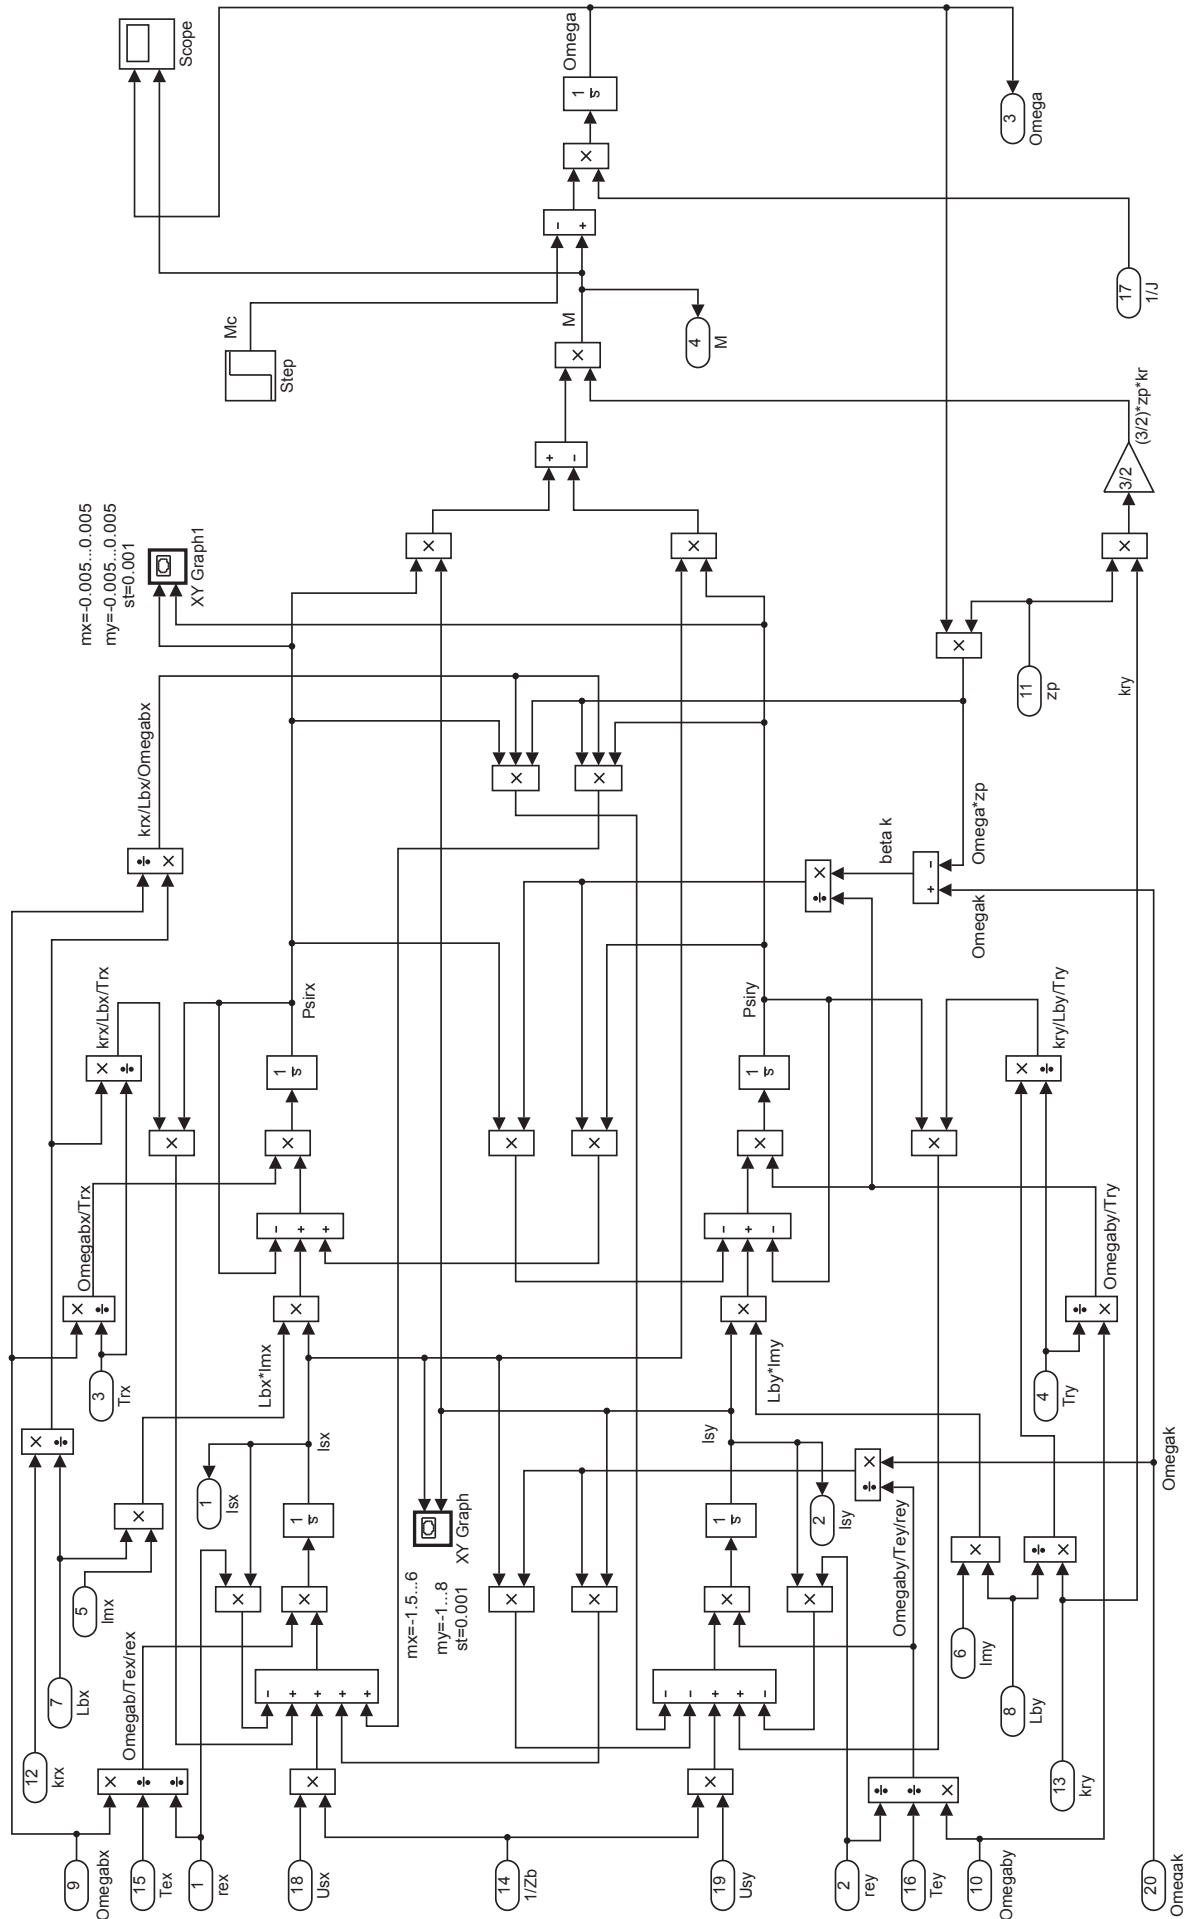 9
Omegabx
15
Tex
1
rex
18
Usx
14
1/Zb
19
Usy
2
rey
16
Tey
10
Omegaby
20
Omegak
12
krx
7
Lbx
5
Imx
Omegab/Tex/rex
13
kry
8
Lby
6
Imy
Omegaby/Tey/rey
mx=-1.5...6
my=-1...8
st=0.001
XY Graph
1
s
Isx
1
Isx
1
s
Isy
2
Isy
Omegak
3
Trx
Lbx*Imx
Lby*Imy
4
Try
Omegabx/Trx
Omegaby/Try
krx/Lbx/Trx
1
s
Psirx
1
s
Psiry
kry/Lby/Try
krx/Lbx/Omegabx
Omegak
beta k
Omega*zp
mx=-0.005...0.005
my=-0.005...0.005
st=0.001
XY Graph1
11
zp
kry
3/2
(3/2)*zp*kr
Step
Mc
M
4
M
17
1/J
1
s
Omega
3
Omega
Scope